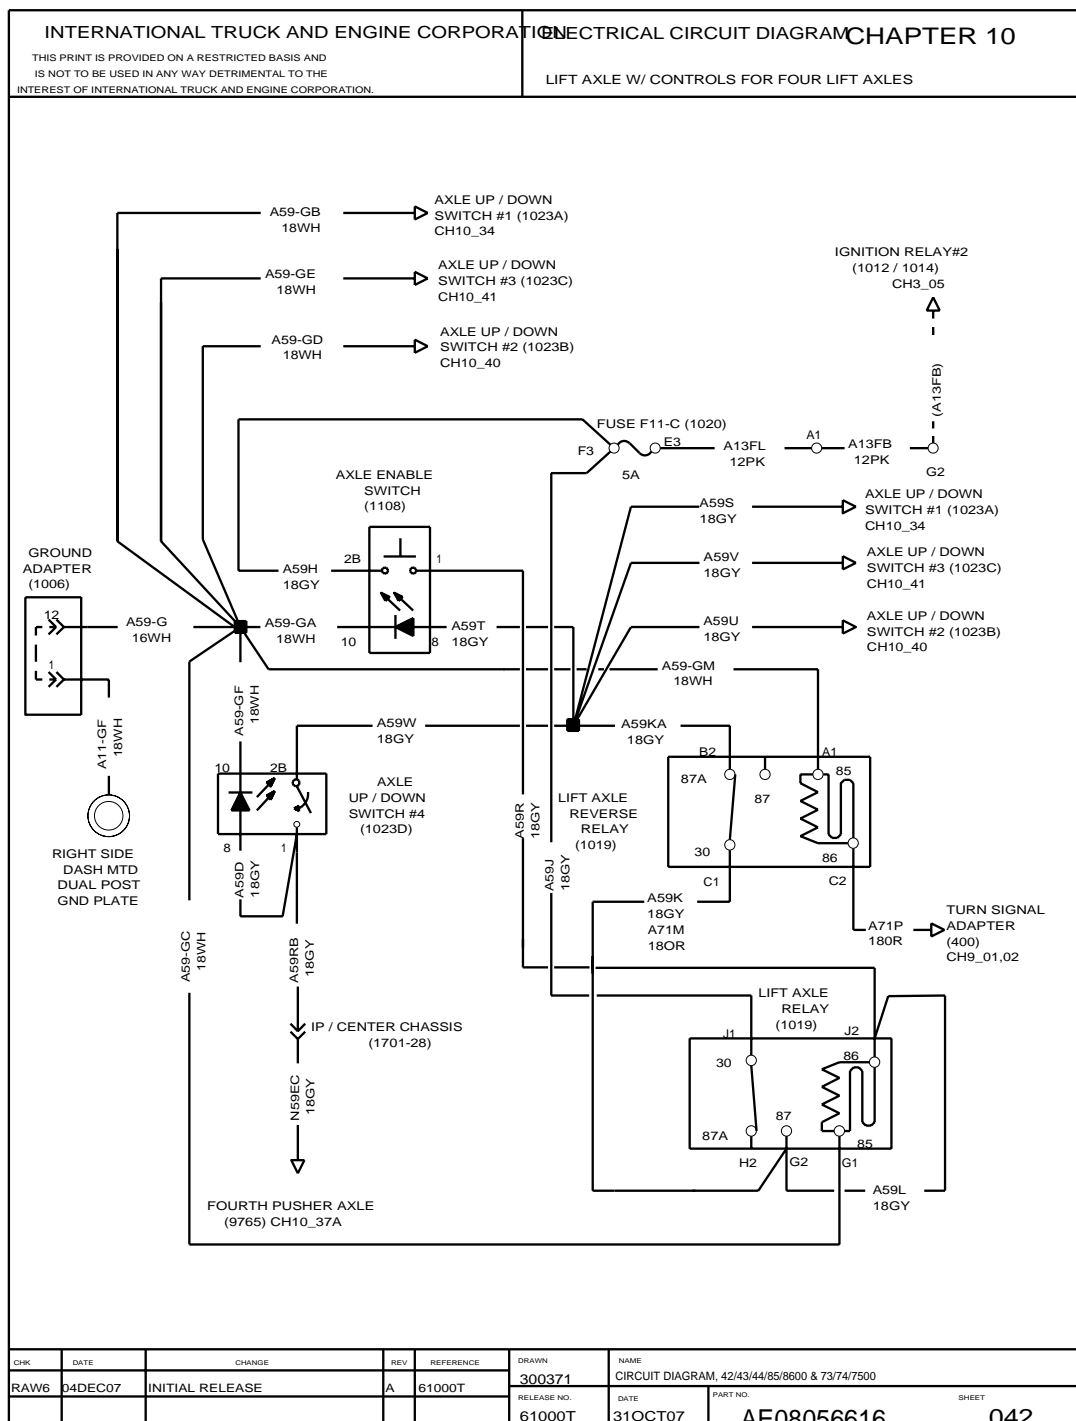 INTERNATIONAL TRUCK AND ENGINE CORPORATION
THIS PRINT IS PROVIDED ON A RESTRICTED BASIS AND
IS NOT TO BE USED IN ANY WAY DETRIMENTAL TO THE
INTEREST OF INTERNATIONAL TRUCK AND ENGINE CORPORATION.
ELECTRICAL CIRCUIT DIAGRAM
CHAPTER 10
LIFT AXLE W/ CONTROLS FOR FOUR LIFT AXLES
A59-GB
18WH
AXLE UP / DOWN
SWITCH #1 (1023A)
CH10_34
A59-GE
18WH
AXLE UP / DOWN
SWITCH #3 (1023C)
CH10_41
A59-GD
18WH
AXLE UP / DOWN
SWITCH #2 (1023B)
CH10_40
IGNITION RELAY#2
(1012 / 1014)
CH3_05
(A13FB)
FUSE F11-C (1020)
F3
E3
5A
A13FL
12PK
A1
A13FB
12PK
G2
AXLE ENABLE
SWITCH
(1108)
A59S
18GY
AXLE UP / DOWN
SWITCH #1 (1023A)
CH10_34
A59V
18GY
AXLE UP / DOWN
SWITCH #3 (1023C)
CH10_41
A59U
18GY
AXLE UP / DOWN
SWITCH #2 (1023B)
CH10_40
GROUND
ADAPTER
(1006)
12
1
A59-G
16WH
A59H
18GY
2B
1
A59-GA
18WH
10
8
A59T
18GY
A59-GM
18WH
A11-GF
18WH
RIGHT SIDE
DASH MTD
DUAL POST
GND PLATE
A59-GF
18WH
A59W
18GY
A59KA
18GY
10
2B
AXLE
UP / DOWN
SWITCH #4
(1023D)
8
1
A59D
18GY
A59R
18GY
A59J
18GY
LIFT AXLE
REVERSE
RELAY
(1019)
B2
A1
87A
87
85
30
86
C1
C2
A59K
18GY
A71M
18OR
A71P
180R
TURN SIGNAL
ADAPTER
(400)
CH9_01,02
A59-GC
18WH
A59RB
18GY
IP / CENTER CHASSIS
(1701-28)
N59EC
18GY
FOURTH PUSHER AXLE
(9765) CH10_37A
LIFT AXLE
RELAY
(1019)
J1
J2
30
86
87
87A
85
H2
G2
G1
A59L
18GY
CHK
DATE
CHANGE
REV
REFERENCE
RAW6
04DEC07
INITIAL RELEASE
A
61000T
DRAWN
300371
NAME
CIRCUIT DIAGRAM, 42/43/44/85/8600 & 73/74/7500
RELEASE NO.
61000T
DATE
31OCT07
PART NO.
AE08056616
SHEET
042